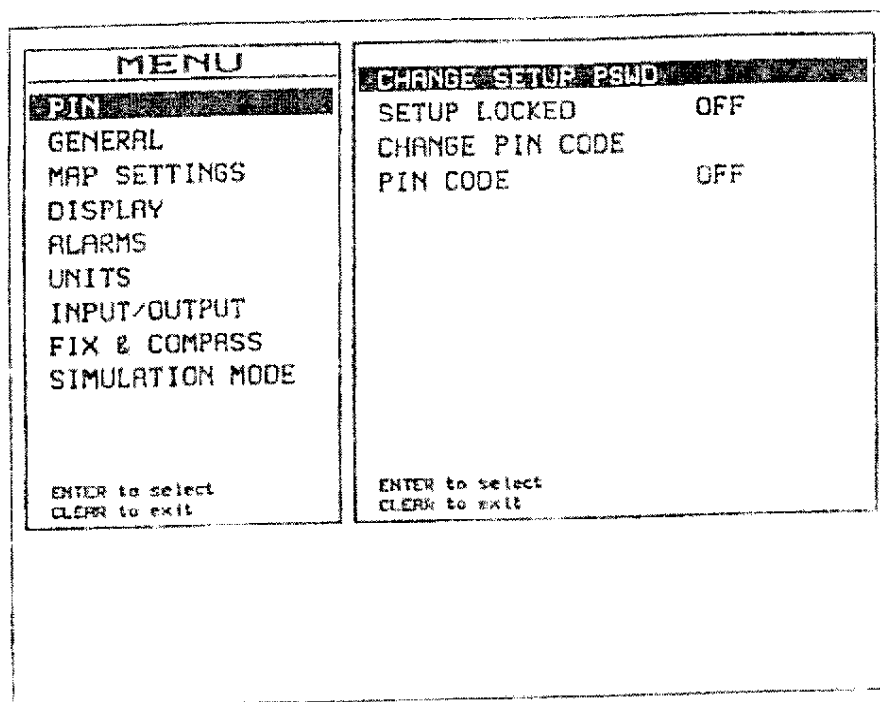 MENU
PIN
GENERAL
MAP SETTINGS
DISPLAY
ALARMS
UNITS
INPUT/OUTPUT
FIX & COMPASS
SIMULATION MODE
ENTER to select
CLEAR to exit
CHANGE SETUP PSWD
SETUP LOCKED OFF
CHANGE PIN CODE
PIN CODE OFF
ENTER to select
CLEAR to exit